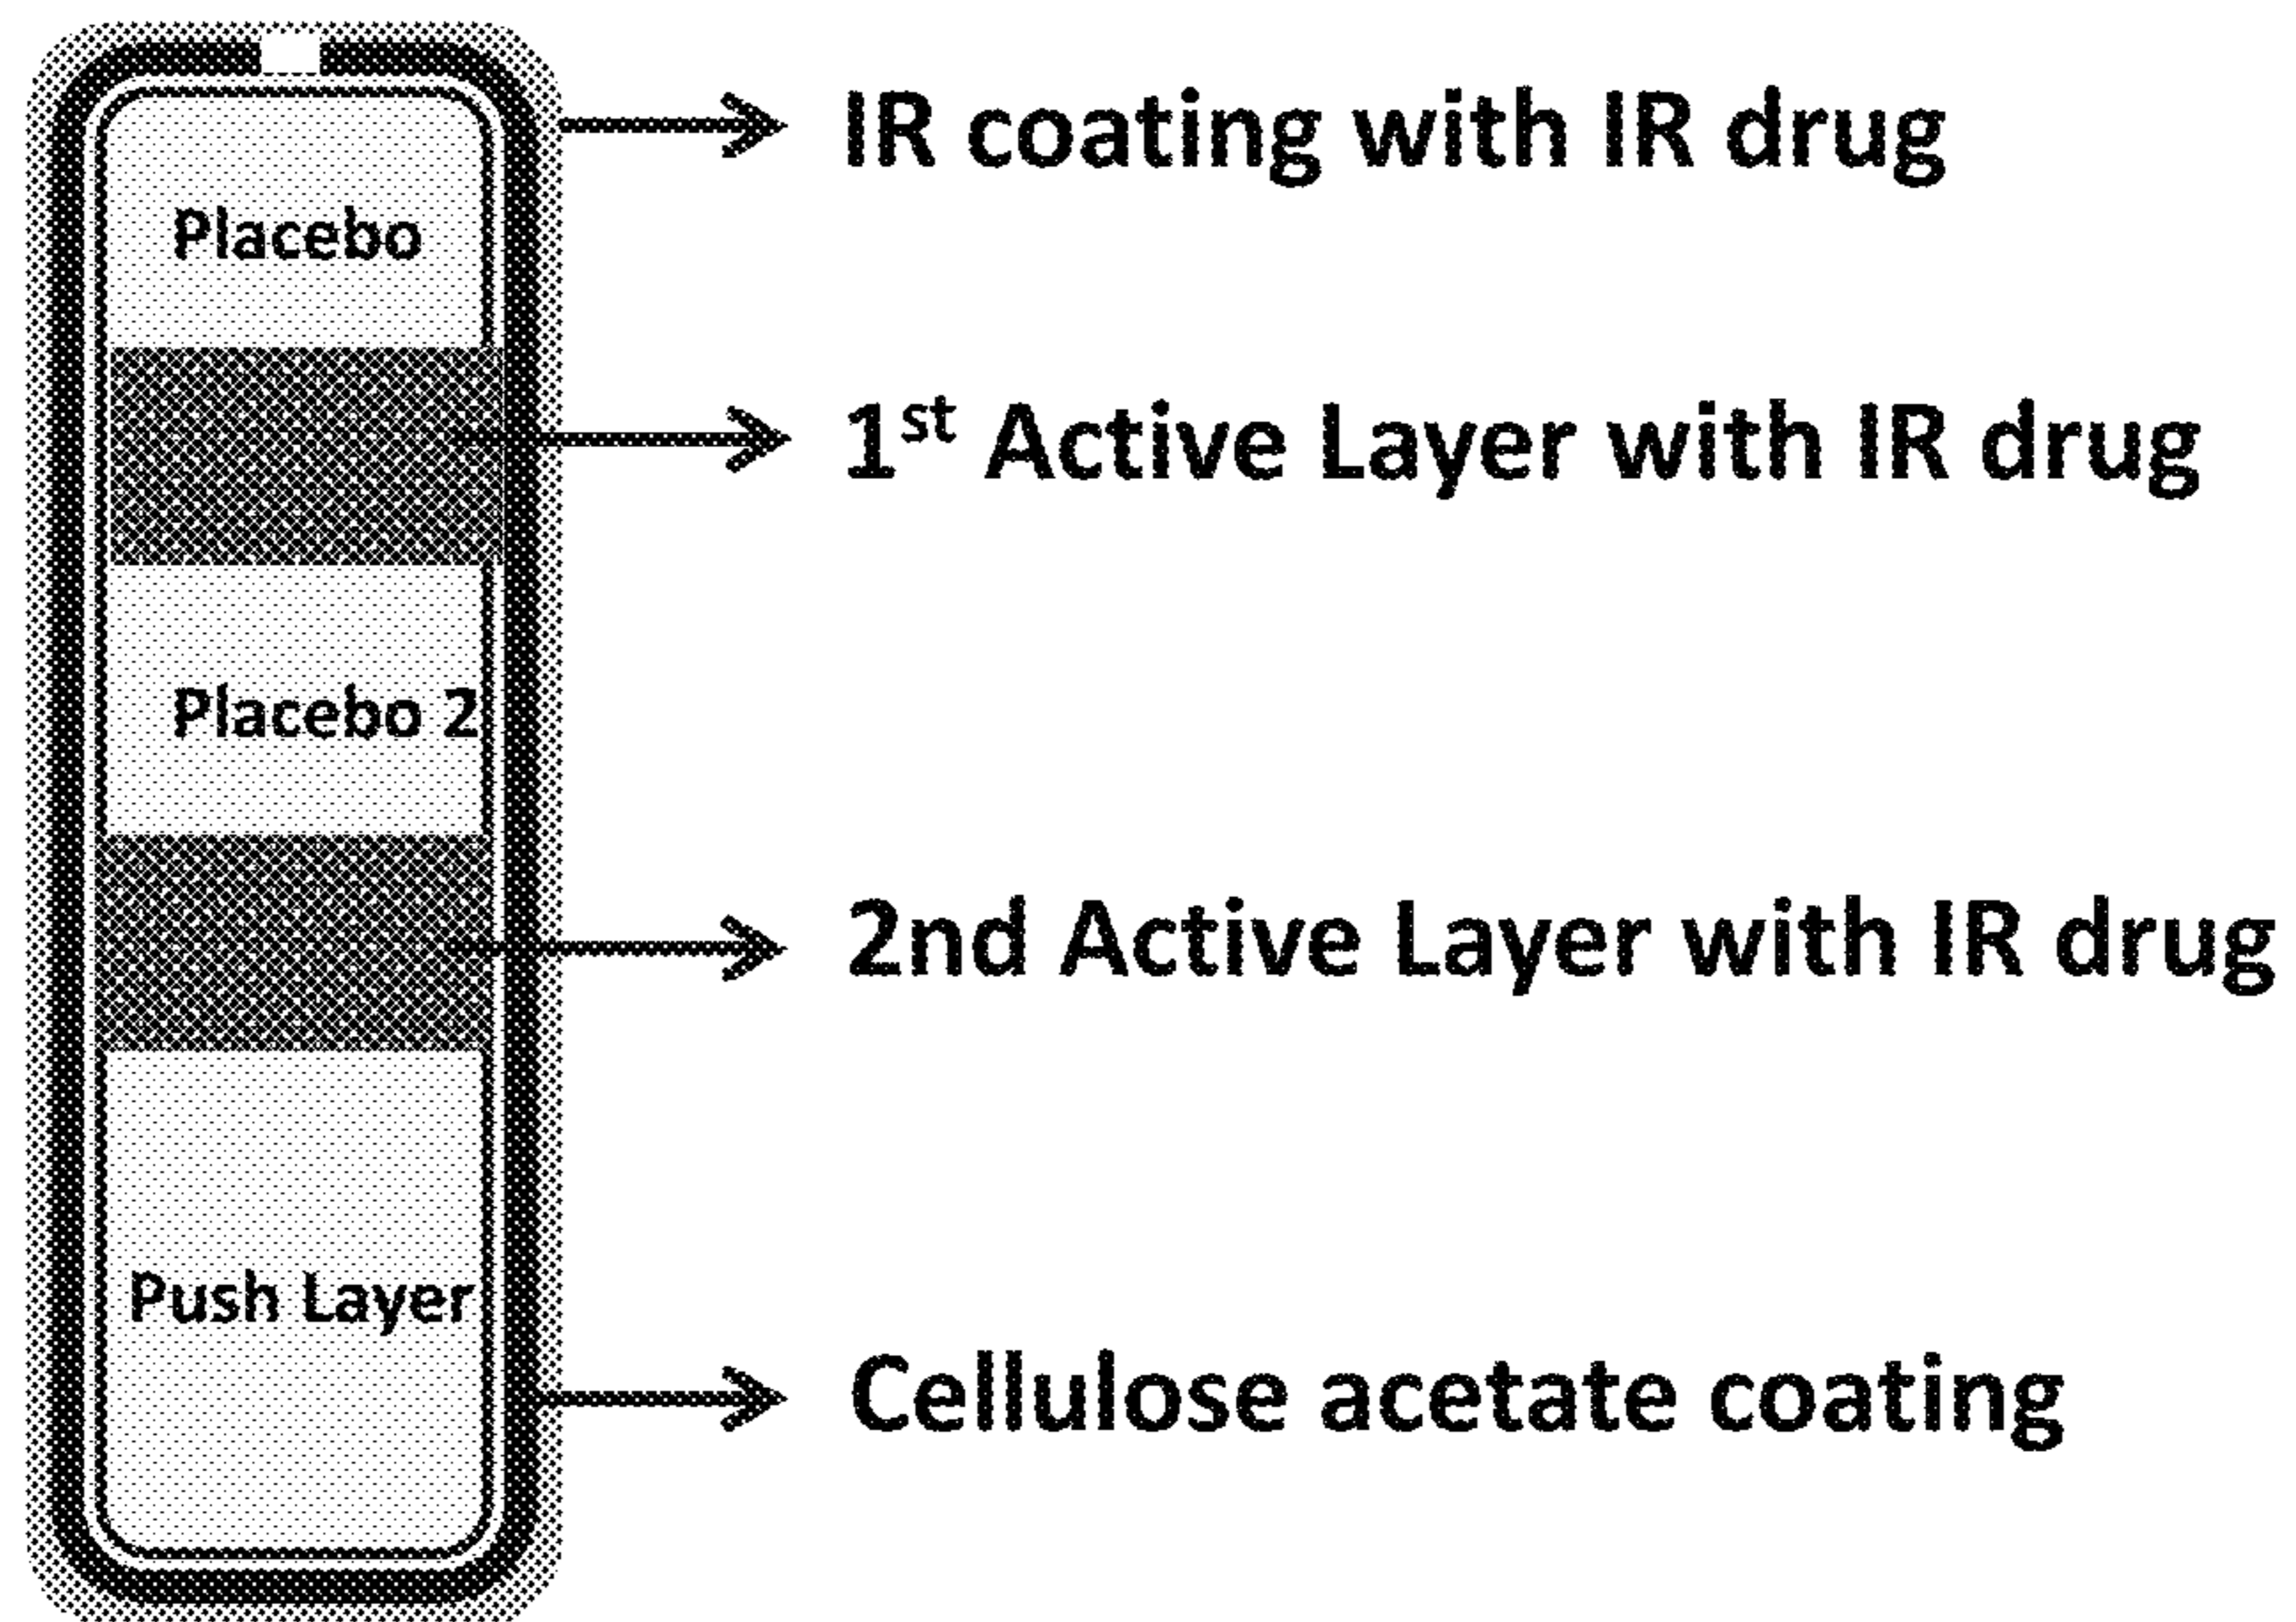 IR coating with IR drug
Placebo
1st Active Layer with IR drug
Placebo 2
2nd Active Layer with IR drug
Push Layer
Cellulose acetate coating